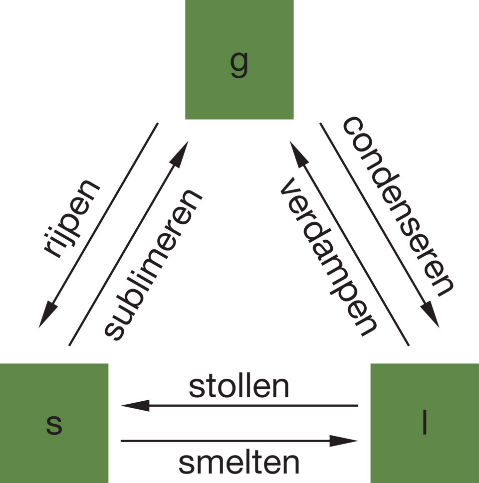 g
rijpen
sublimeren
verdampen
condenseren
s
stollen
smelten
l